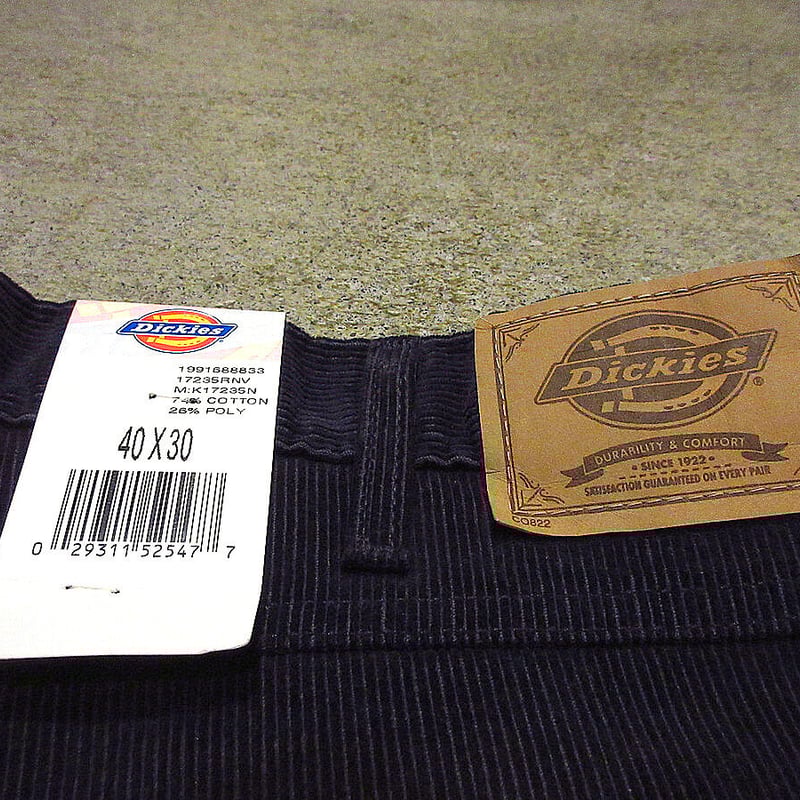 Dickies
1991688833
17235RNV
M:K17235N
74% COTTON
26% POLY
40 X 30
0 29311 52547 7
Dickies®
DURABILITY & COMFORT
• SINCE 1922 •
SATISFACTION GUARANTEED ON EVERY PAIR
CO822